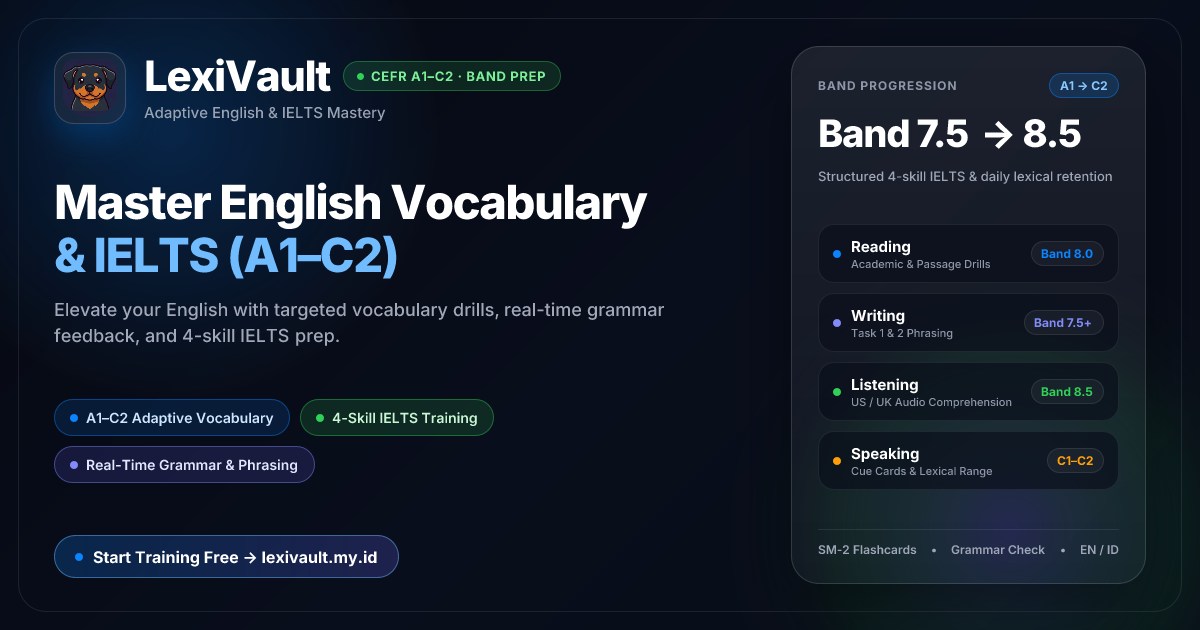 LexiVault
CEFR A1–C2 · BAND PREP
Adaptive English & IELTS Mastery
Master English Vocabulary
& IELTS (A1–C2)
Elevate your English with targeted vocabulary drills, real-time grammar
feedback, and 4-skill IELTS prep.
A1–C2 Adaptive Vocabulary
4-Skill IELTS Training
Real-Time Grammar & Phrasing
Start Training Free → lexivault.my.id
BAND PROGRESSION
A1 → C2
Band 7.5 → 8.5
Structured 4-skill IELTS & daily lexical retention
Reading
Academic & Passage Drills
Band 8.0
Writing
Task 1 & 2 Phrasing
Band 7.5+
Listening
US / UK Audio Comprehension
Band 8.5
Speaking
Cue Cards & Lexical Range
C1–C2
SM-2 Flashcards • Grammar Check • EN / ID